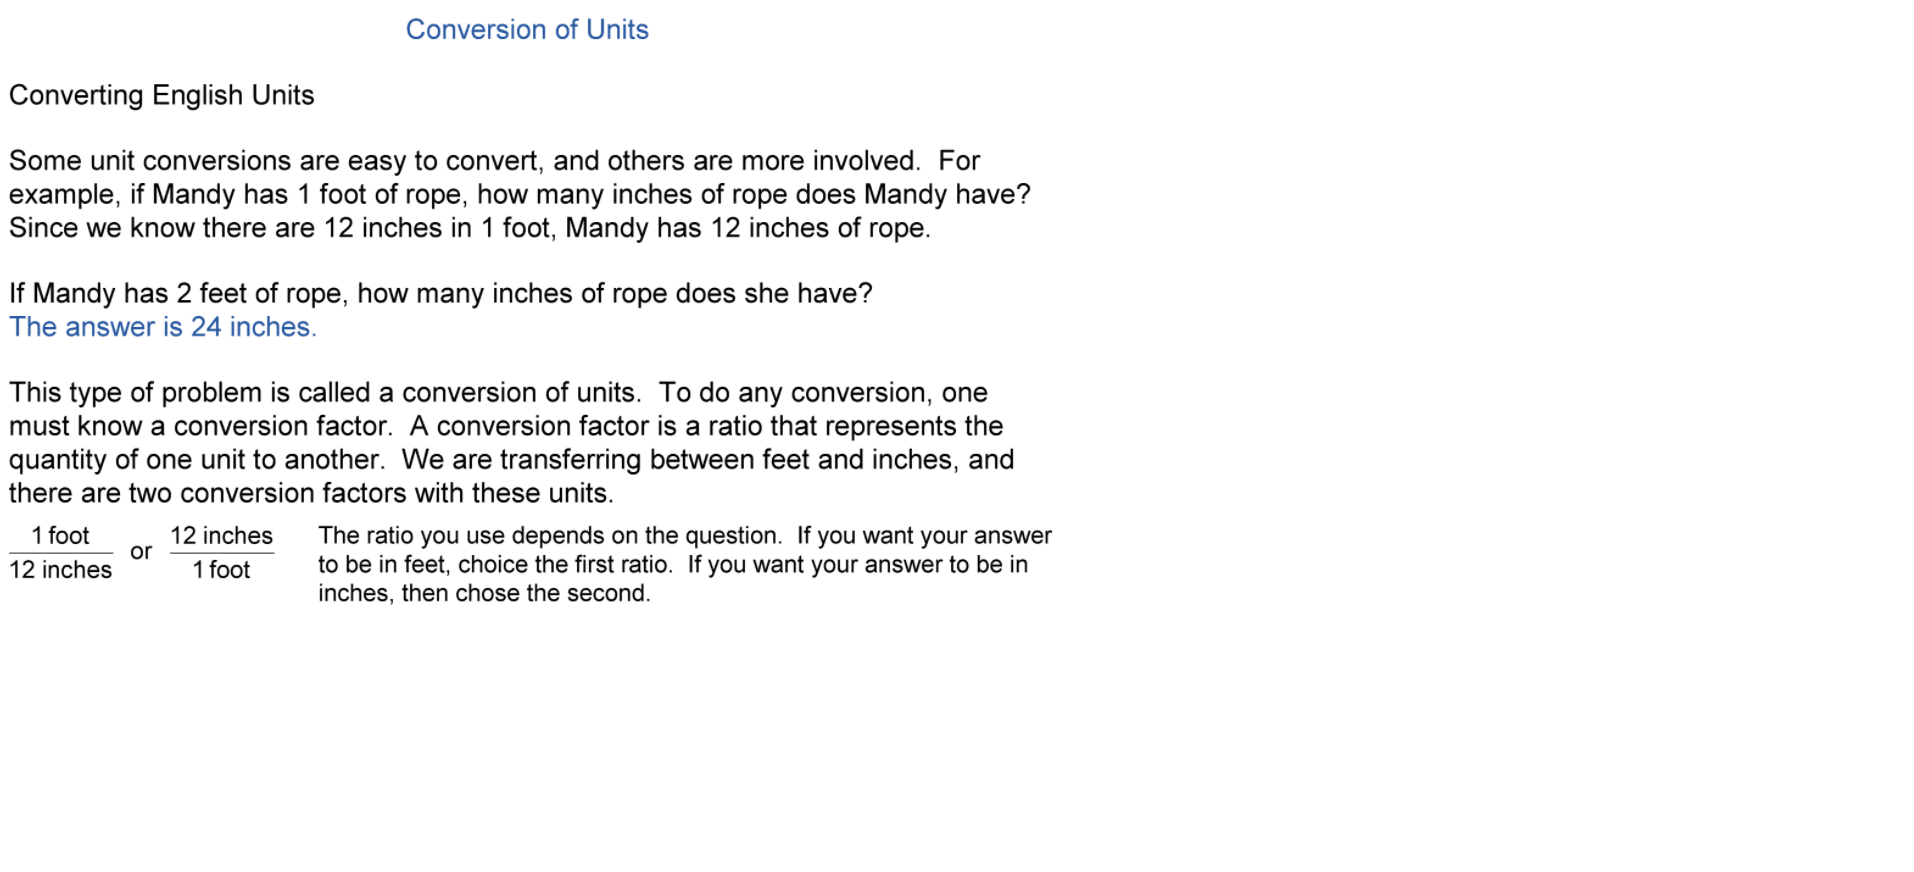 Conversion of Units
Converting English Units
Some unit conversions are easy to convert, and others are more involved.  For
example, if Mandy has 1 foot of rope, how many inches of rope does Mandy have?
Since we know there are 12 inches in 1 foot, Mandy has 12 inches of rope.
If Mandy has 2 feet of rope, how many inches of rope does she have?
The answer is 24 inches.
This type of problem is called a conversion of units.  To do any conversion, one
must know a conversion factor.  A conversion factor is a ratio that represents the
quantity of one unit to another.  We are transferring between feet and inches, and
there are two conversion factors with these units.
1 foot
12 inches
or
12 inches
1 foot
The ratio you use depends on the question.  If you want your answer
to be in feet, choice the first ratio.  If you want your answer to be in
inches, then chose the second.